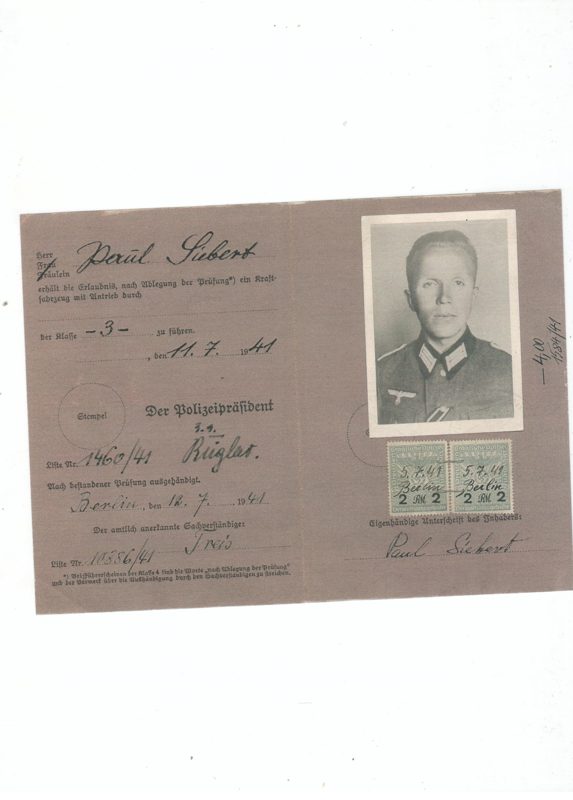 Herr
Frau Paul Siebert
Fräulein
erhält die Erlaubnis, nach Ablegung der Prüfung*) ein Kraft-
fahrzeug mit Antrieb durch
der Klasse – 3 – zu führen.
, den 11. 7. 1941
Stempel
Der Polizeipräsident
Liste Nr. 1460/41
Nach bestandener Prüfung ausgehändigt.
Berlin, den 12. 7. 1941
Der amtlich anerkannte Sachverständige:
Liste Nr. 10886/41 Treis
*) Bei Führerscheinen der Klasse 4 sind die Worte „nach Ablegung der Prüfung"
und der Vermerk über die Aushändigung durch den Sachverständigen zu streichen.
– 4,00
5.7.41 5.7.41
Berlin Berlin
2 RM. 2 2 RM. 2
Eigenhändige Unterschrift des Inhabers:
Paul Siebert